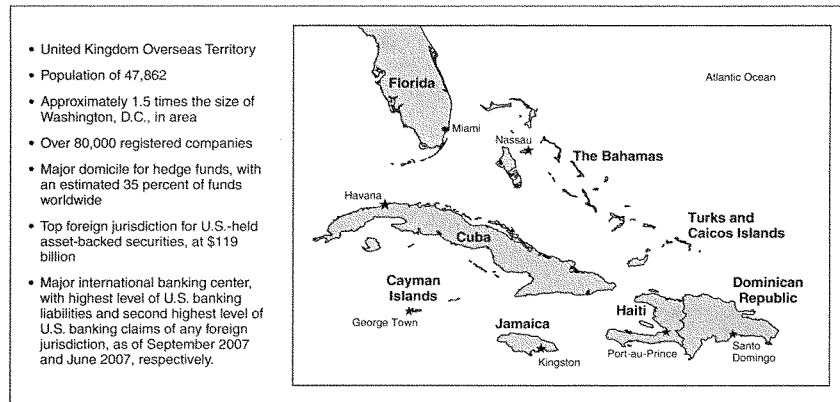 • United Kingdom Overseas Territory
• Population of 47,862
• Approximately 1.5 times the size of
Washington, D.C., in area
• Over 80,000 registered companies
• Major domicile for hedge funds, with
an estimated 35 percent of funds
worldwide
• Top foreign jurisdiction for U.S.-held
asset-backed securities, at $119
billion
• Major international banking center,
with highest level of U.S. banking
liabilities and second highest level of
U.S. banking claims of any foreign
jurisdiction, as of September 2007
and June 2007, respectively.
Atlantic Ocean
Florida
Miami
Nassau
The Bahamas
Havana
Turks and
Caicos Islands
Cuba
Cayman
Islands
George Town
Dominican
Republic
Haiti
Jamaica
Kingston
Port-au-Prince
Santo
Domingo